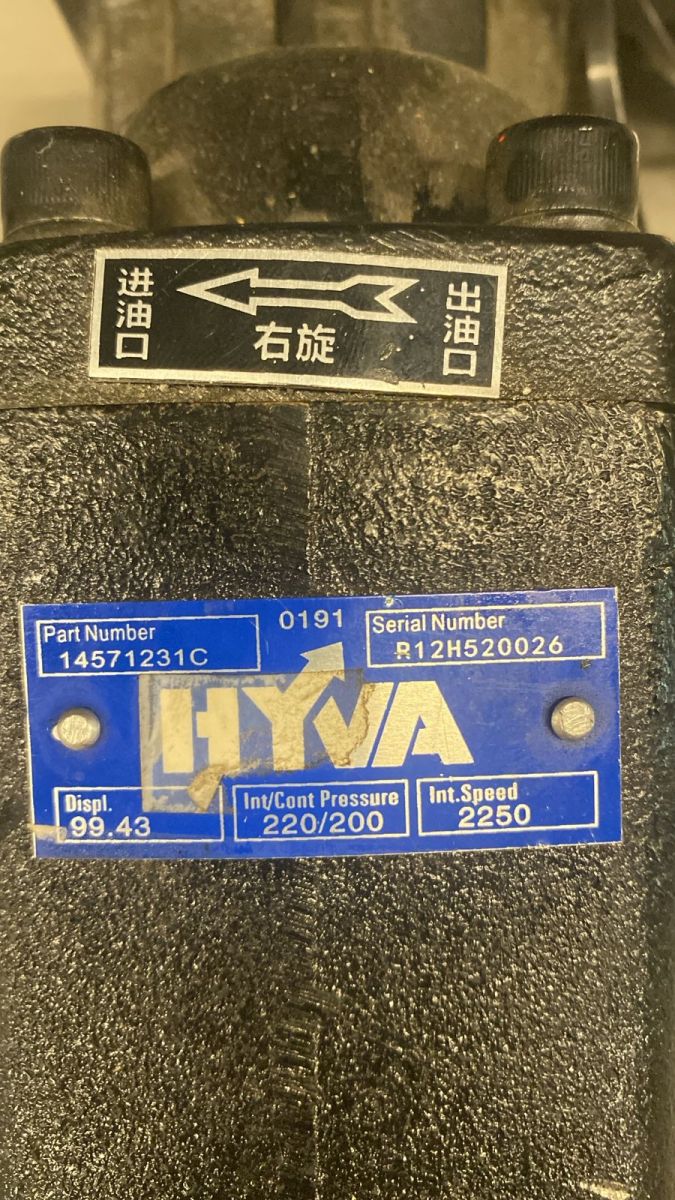 进油口
右旋
出油口
0191
Part Number
14571231C
Serial Number
R12H520026
HYVA
Displ.
99.43
Int/Cont Pressure
220/200
Int.Speed
2250